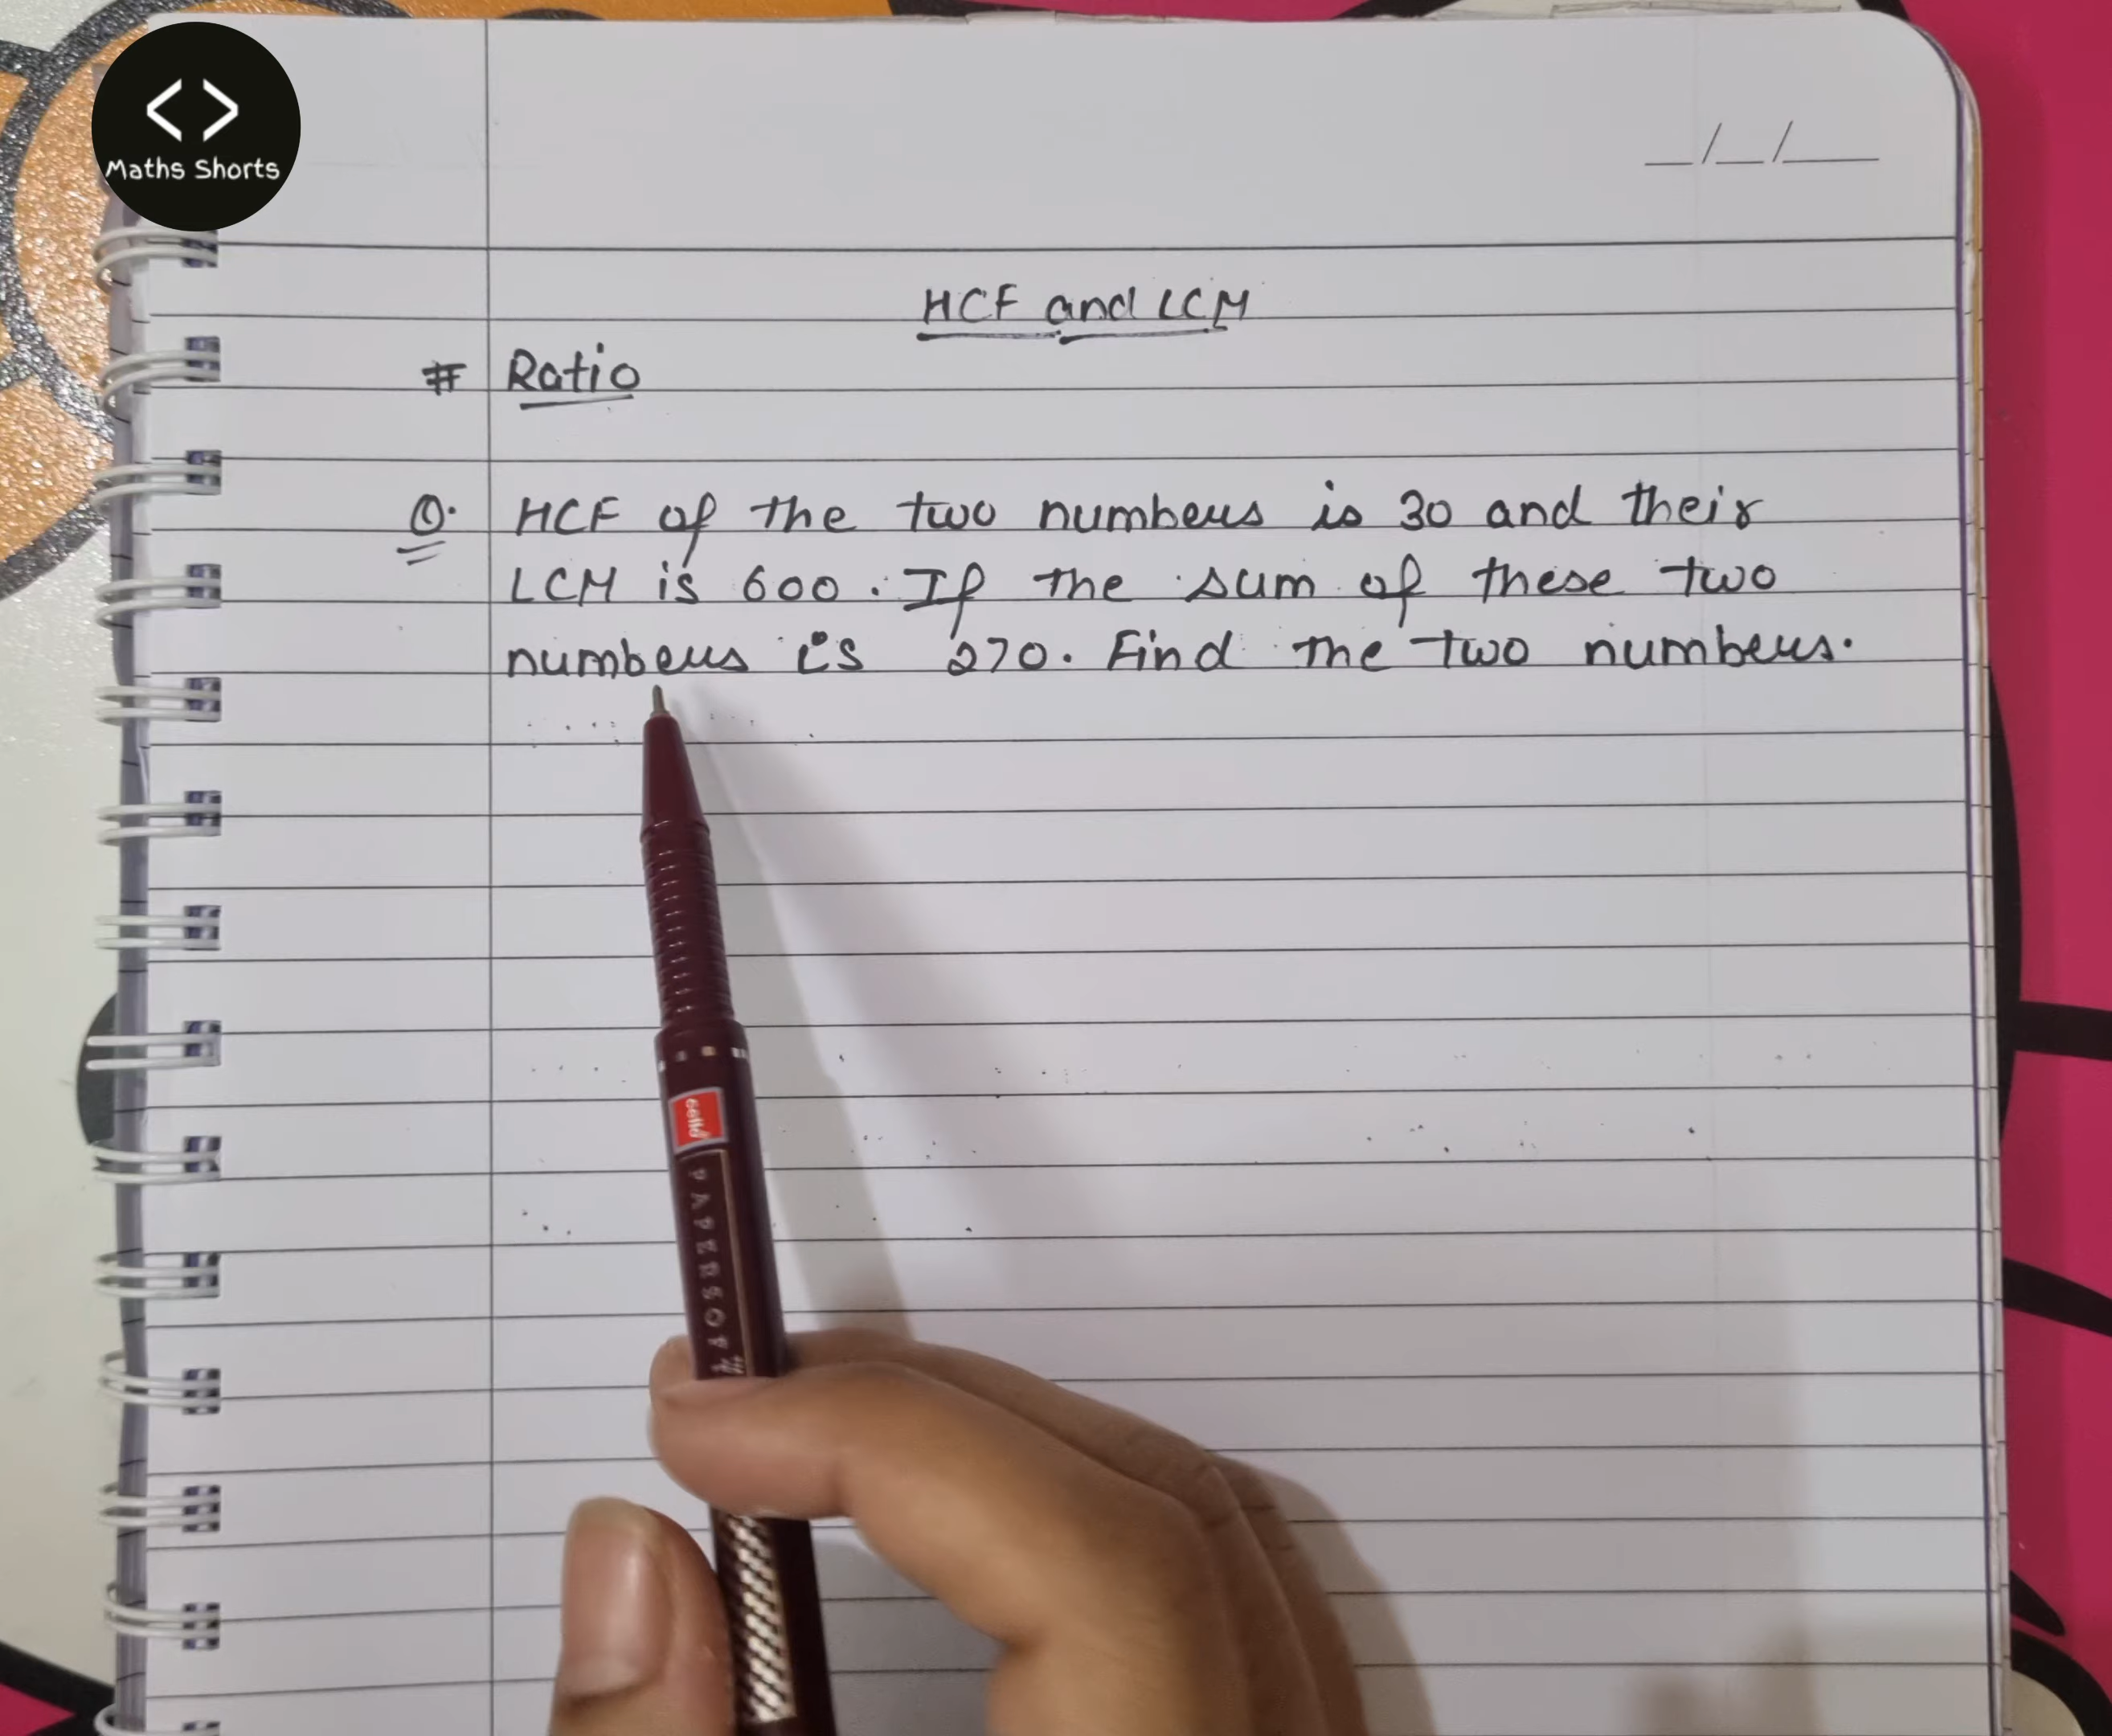 < >
Maths Shorts
_/_/_
HCF and LCM
# Ratio
Q. HCF of the two numbers is 30 and their
LCM is 600. If the sum of these two
numbers is 270. Find the two numbers.
cello
PAPERSOFT